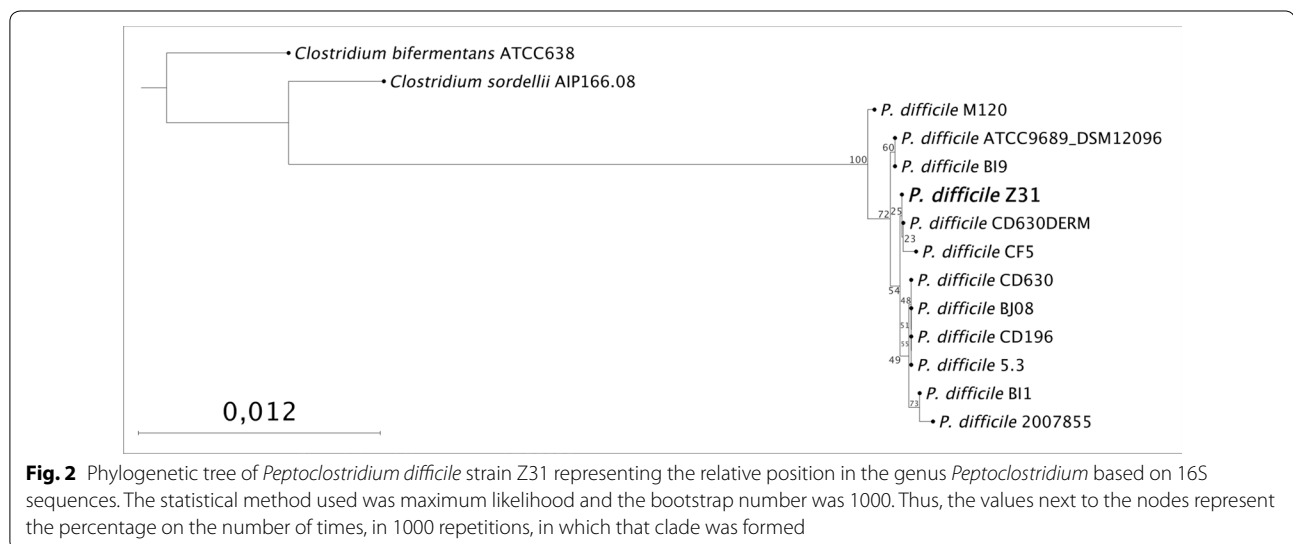 Clostridium bifermentans ATCC638
Clostridium sordellii AIP166.08
P. difficile M120
100
60
P. difficile ATCC9689_DSM12096
P. difficile BI9
72
25
P. difficile Z31
P. difficile CD630DERM
23
P. difficile CF5
54
P. difficile CD630
48
P. difficile BJ08
51
P. difficile CD196
55
49
P. difficile 5.3
P. difficile BI1
73
P. difficile 2007855
0,012
Fig. 2 Phylogenetic tree of Peptoclostridium difficile strain Z31 representing the relative position in the genus Peptoclostridium based on 16S
sequences. The statistical method used was maximum likelihood and the bootstrap number was 1000. Thus, the values next to the nodes represent
the percentage on the number of times, in 1000 repetitions, in which that clade was formed